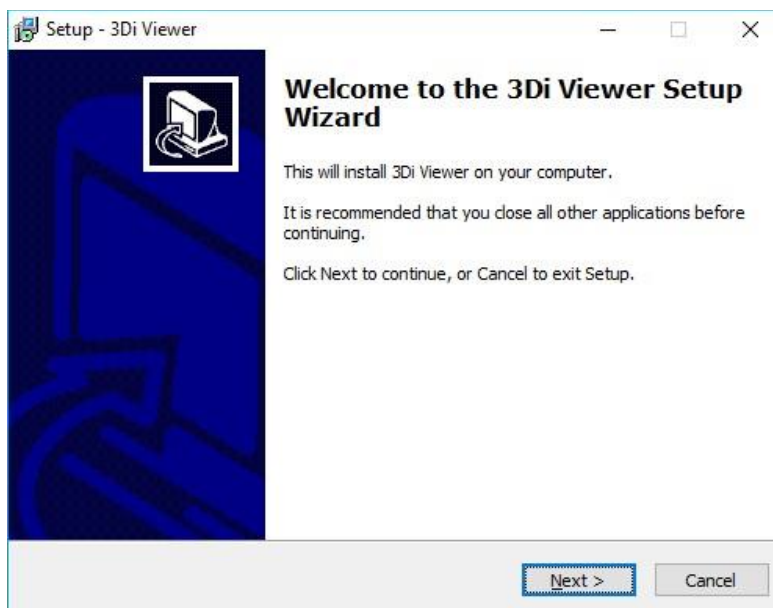 Setup - 3Di Viewer
Welcome to the 3Di Viewer Setup
Wizard
This will install 3Di Viewer on your computer.
It is recommended that you close all other applications before
continuing.
Click Next to continue, or Cancel to exit Setup.
Next >
Cancel